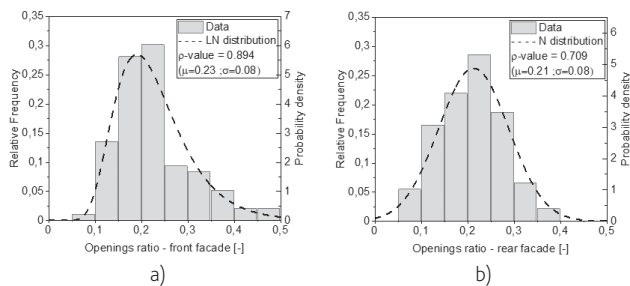 0,35
0,3
0,25
0,2
0,15
0,1
0,05
0
Relative Frequency
7
6
5
4
3
2
1
0
Probability density
Data
LN distribution
ρ-value = 0.894
(μ=0.23 ;σ=0.08)
0 0,1 0,2 0,3 0,4 0,5
Openings ratio - front facade [-]
a)
0,35
0,3
0,25
0,2
0,15
0,1
0,05
0
Relative Frequency
6
5
4
3
2
1
0
Probability density
Data
N distribution
ρ-value = 0.709
(μ=0.21 ;σ=0.08)
0 0,1 0,2 0,3 0,4 0,5
Openings ratio - rear facade [-]
b)